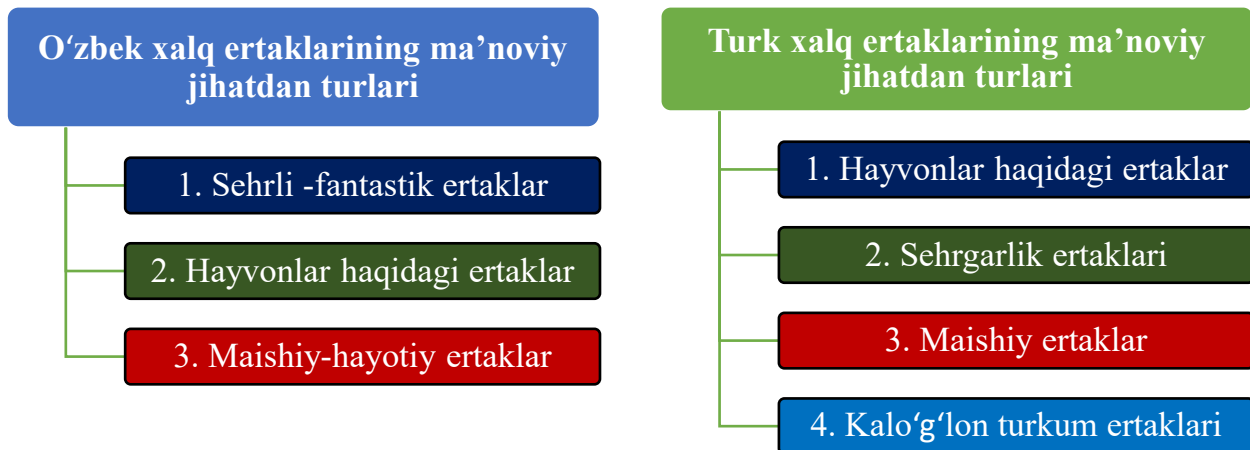 O‘zbek xalq ertaklarining ma’noviy
jihatdan turlari
1. Sehrli -fantastik ertaklar
2. Hayvonlar haqidagi ertaklar
3. Maishiy-hayotiy ertaklar
Turk xalq ertaklarining ma’noviy
jihatdan turlari
1. Hayvonlar haqidagi ertaklar
2. Sehrgarlik ertaklari
3. Maishiy ertaklar
4. Kalo‘g‘lon turkum ertaklari